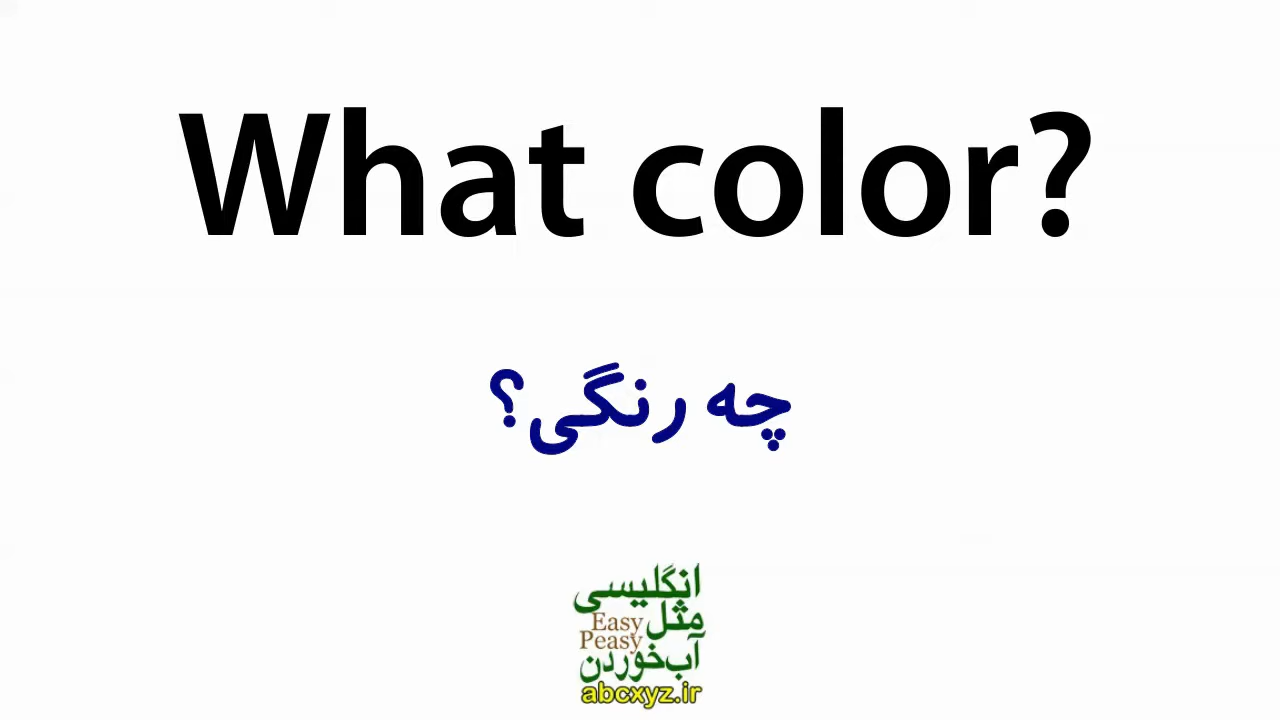 What color?
چه رنگی؟
انگلیسی
مثل Easy
Peasy
آب‌خوردن
abcxyz.ir